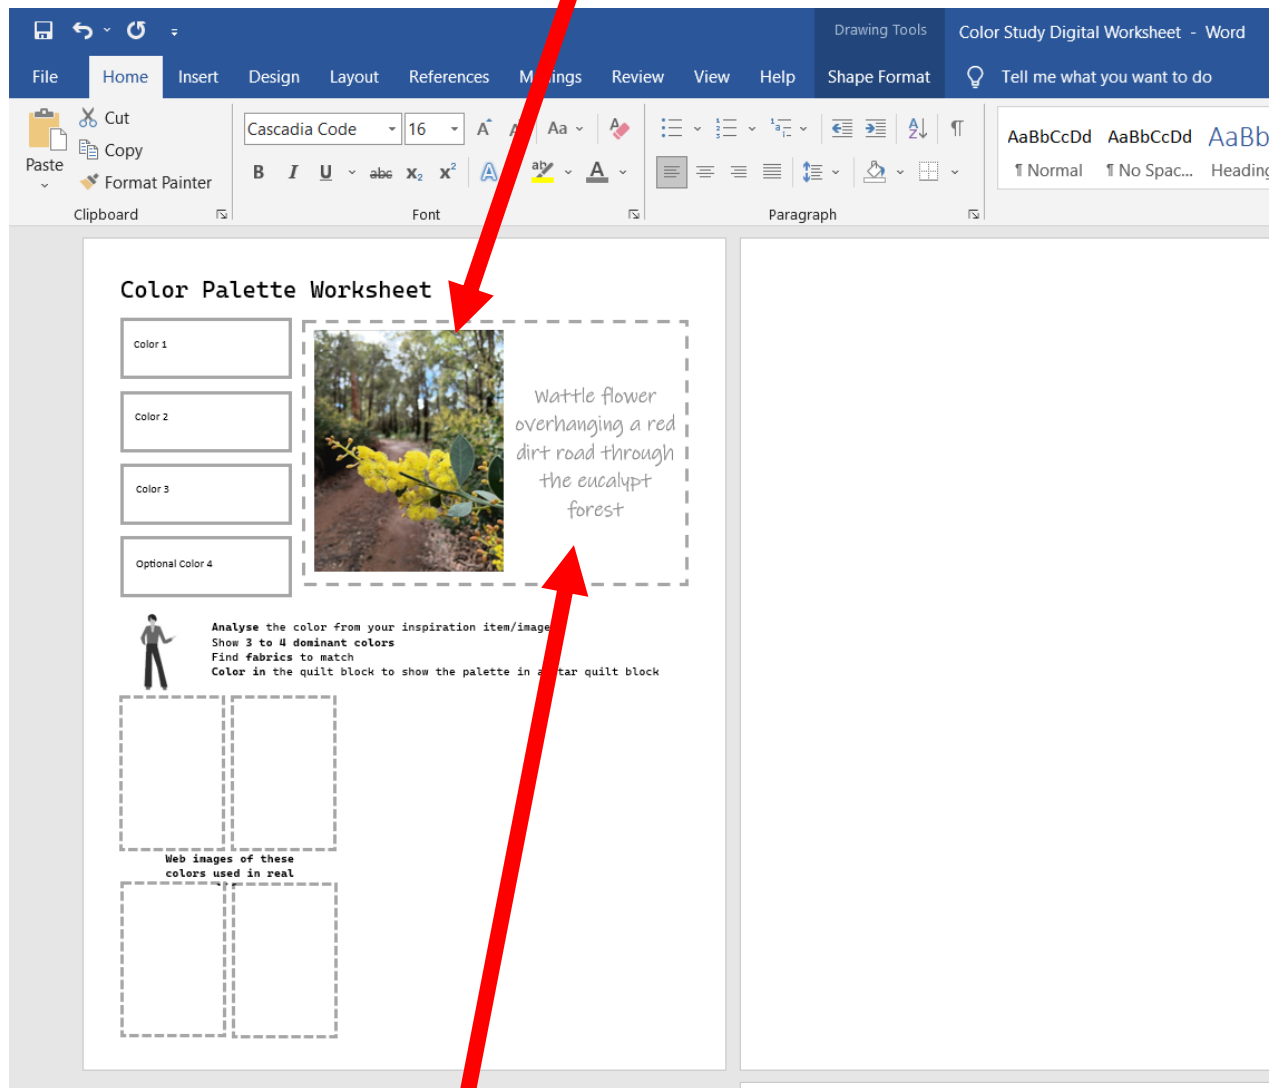 Drawing Tools
Color Study Digital Worksheet - Word
File Home Insert Design Layout References Mailings Review View Help Shape Format Tell me what you want to do
Paste
Cut
Copy
Format Painter
Clipboard
Cascadia Code 16
Font
Paragraph
AaBbCcDd AaBbCcDd AaBb
¶ Normal ¶ No Spac... Heading
Color Palette Worksheet
Color 1
Color 2
Color 3
Optional Color 4
Wattle flower
overhanging a red
dirt road through
the eucalypt
forest
Analyse the color from your inspiration item/image
Show 3 to 4 dominant colors
Find fabrics to match
Color in the quilt block to show the palette in a star quilt block
Web images of these
colors used in real